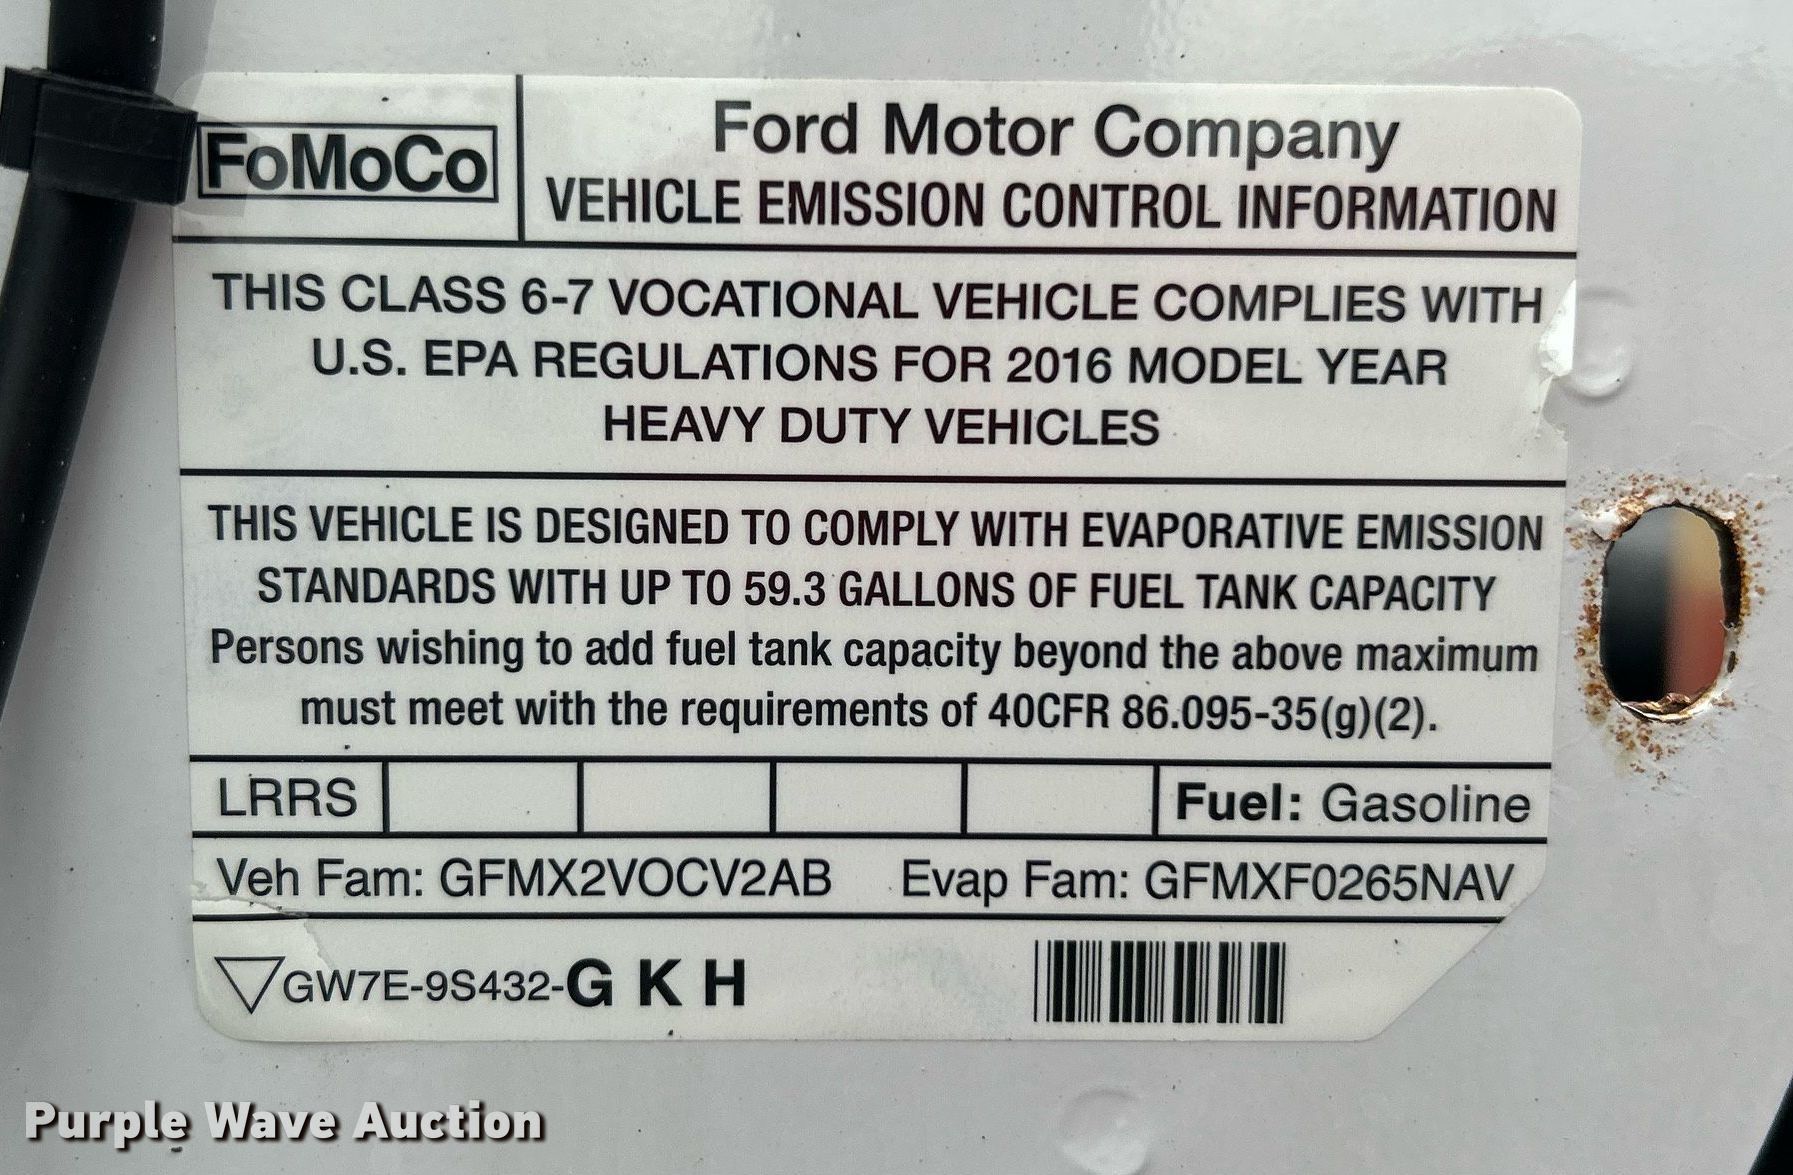 FoMoCo
Ford Motor Company
VEHICLE EMISSION CONTROL INFORMATION
THIS CLASS 6-7 VOCATIONAL VEHICLE COMPLIES WITH
U.S. EPA REGULATIONS FOR 2016 MODEL YEAR
HEAVY DUTY VEHICLES
THIS VEHICLE IS DESIGNED TO COMPLY WITH EVAPORATIVE EMISSION
STANDARDS WITH UP TO 59.3 GALLONS OF FUEL TANK CAPACITY
Persons wishing to add fuel tank capacity beyond the above maximum
must meet with the requirements of 40CFR 86.095-35(g)(2).
LRRS Fuel: Gasoline
Veh Fam: GFMX2VOCV2AB Evap Fam: GFMXF0265NAV
GW7E-9S432-G K H
Purple Wave Auction